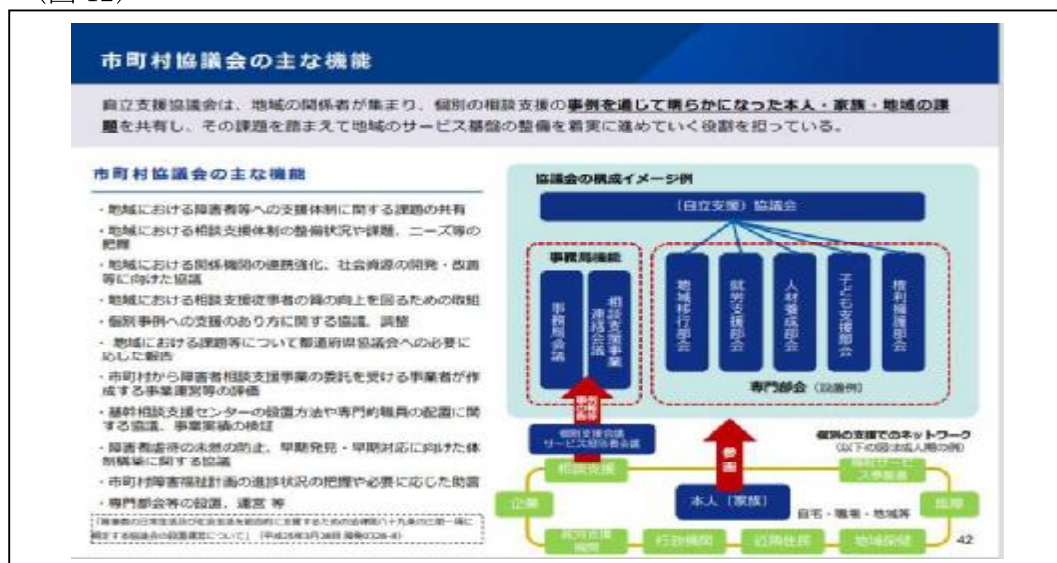 (図 12)
市町村協議会の主な機能
自立支援協議会は、地域の関係者が集まり、個別の相談支援の事例を通じて明らかになった本人・家族・地域の課
題を共有し、その課題を踏まえて地域のサービス基盤の整備を着実に進めていく役割を担っている。
市町村協議会の主な機能
・地域における障害者等への支援体制に関する課題の共有
・地域における相談支援体制の整備状況や課題、ニーズ等の
把握
・地域における関係機関の連携強化、社会資源の開発・改善
等に向けた協議
・地域における相談支援従事者の質の向上を図るための取組
・個別事例への支援のあり方に関する協議、調整
・地域における課題等について都道府県協議会への必要に
応じた報告
・市町村から障害者相談支援事業の委託を受ける事業者が作
成する事業運営等の評価
・基幹相談支援センターの設置方法や専門的職員の配置に関
する協議、事業実績の検証
・障害者虐待の未然の防止、早期発見・早期対応に向けた体
制構築に関する協議
・市町村障害福祉計画の進捗状況の把握や必要に応じた助言
・専門部会等の設置、運営 等
協議会の構成イメージ例
(自立支援)協議会
事務局機能
事務局会議
相談支援事業
連絡会議
地域移行部会
就労支援部会
人材養成部会
子ども支援部会
権利擁護部会
専門部会(設置例)
個別支援会議
サービス担当者会議
参画
個別の支援でのネットワーク
(以下の図は成人期の例)
相談支援
福祉サービ
ス事業者
企業
本人(家族)
自宅・職場・地域等
医療
就労支援
機関
行政機関
近隣住民
地域保健
42